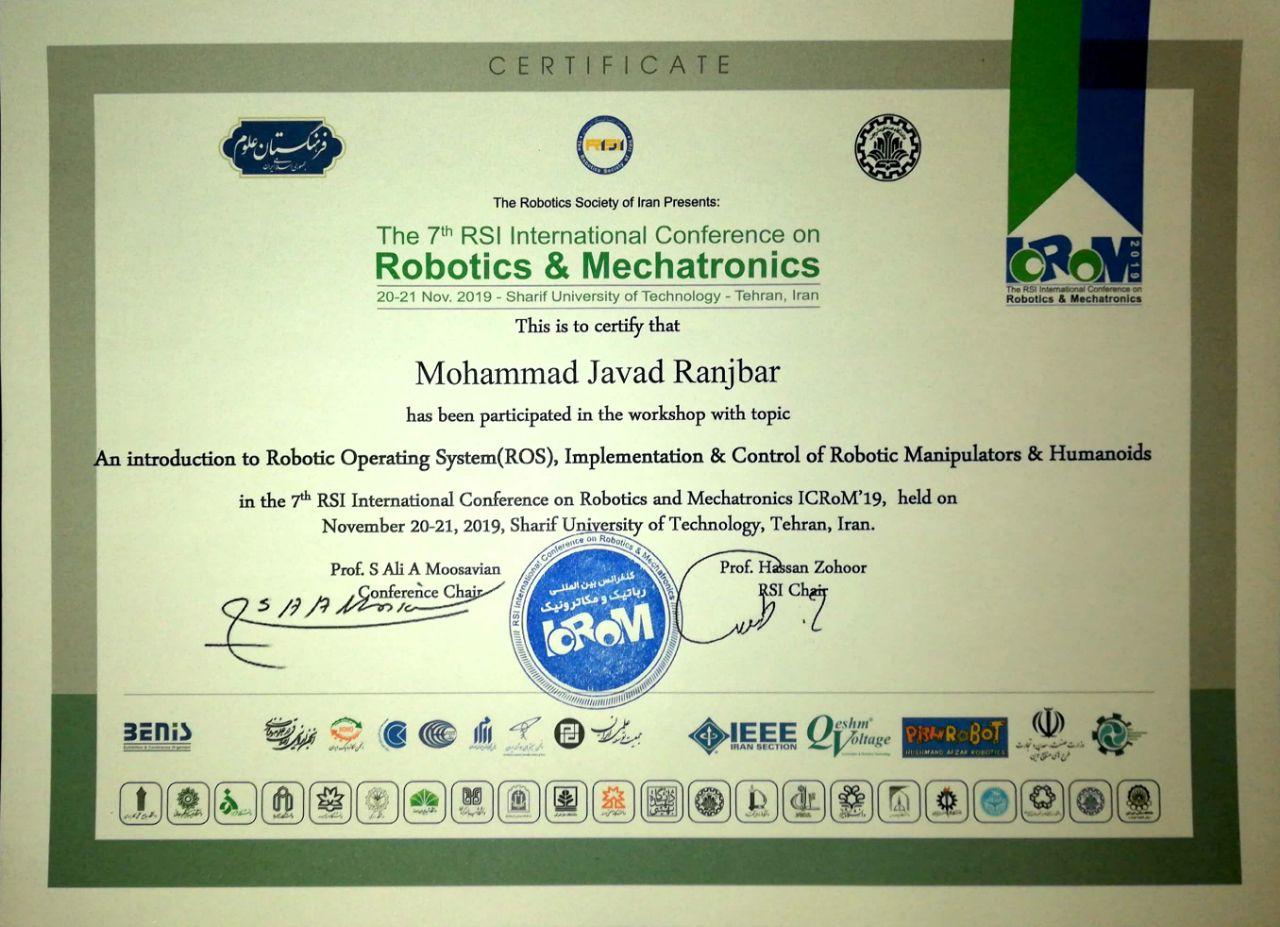 CERTIFICATE
فرهنگستان علوم
جمهوری اسلامی ایران
RSI
The Robotics Society of Iran Presents:
The 7th RSI International Conference on
Robotics & Mechatronics
20-21 Nov. 2019 - Sharif University of Technology - Tehran, Iran
ICRoM 2019
The RSI International Conference on
Robotics & Mechatronics
This is to certify that
Mohammad Javad Ranjbar
has been participated in the workshop with topic
An introduction to Robotic Operating System(ROS), Implementation & Control of Robotic Manipulators & Humanoids
in the 7th RSI International Conference on Robotics and Mechatronics ICRoM'19, held on
November 20-21, 2019, Sharif University of Technology, Tehran, Iran.
Prof. S Ali A Moosavian
Conference Chair
Prof. Hassan Zohoor
RSI Chair
RSI International Conference on Robotics & Mechatronics
کنفرانس بین المللی
رباتیک و مکاترونیک
ICRoM
BENiS
IEEE
IRAN SECTION
Qeshm
Voltage
PishRobot
HUSHMAND AFZAR ROBOTICS